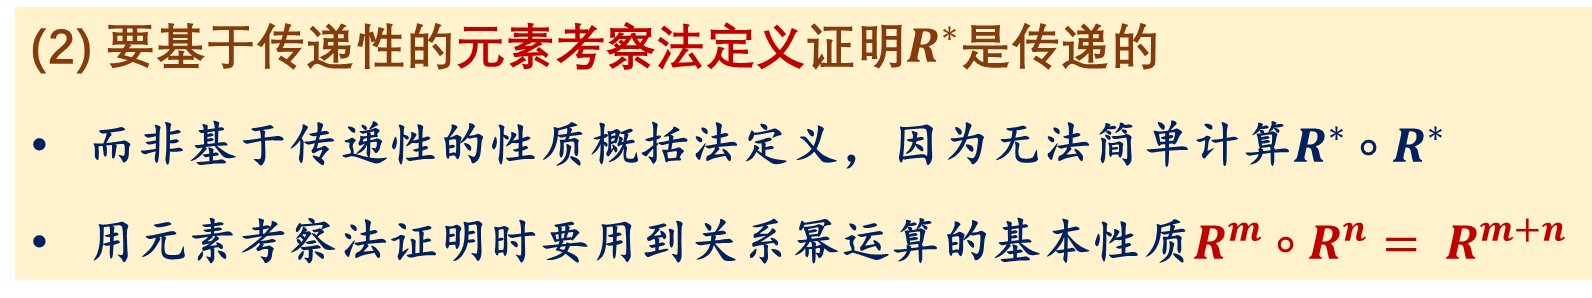 (2) 要基于传递性的元素考察法定义证明R*是传递的
• 而非基于传递性的性质概括法定义，因为无法简单计算R* ∘ R*
• 用元素考察法证明时要用到关系幂运算的基本性质Rᵐ ∘ Rⁿ = Rᵐ⁺ⁿ